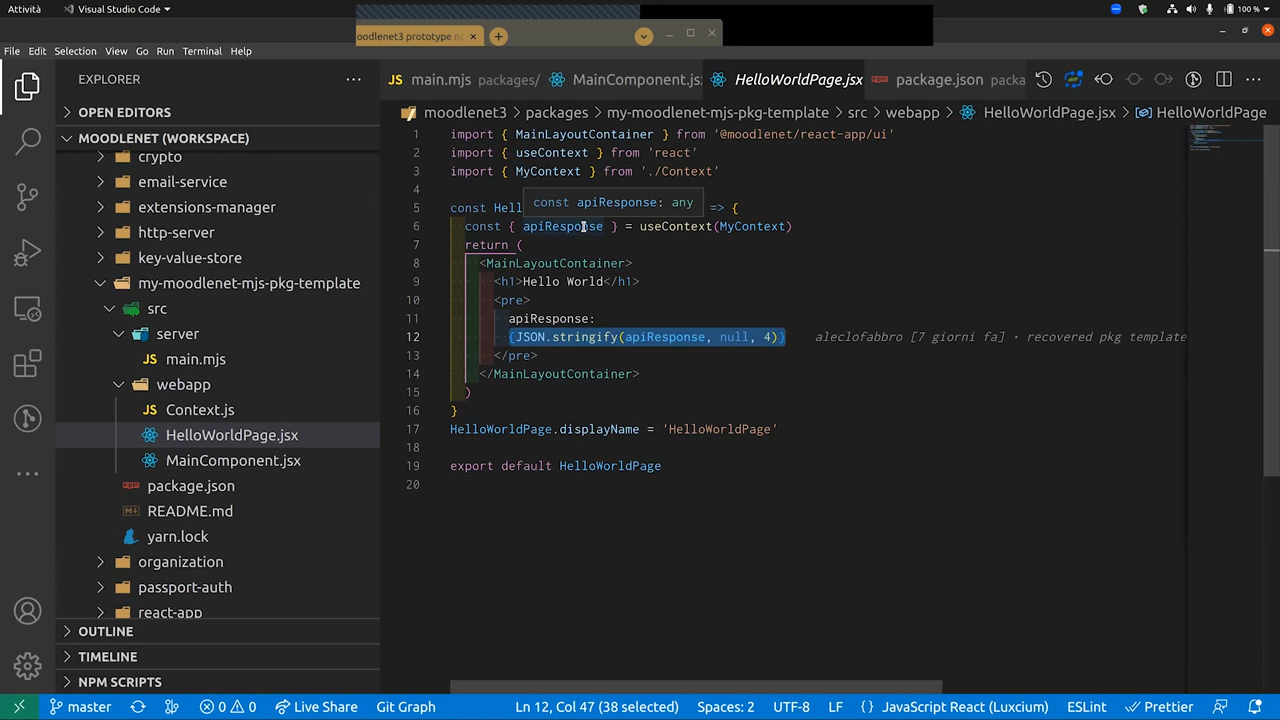 Attività
Visual Studio Code
100 %
oodlenet3 prototype n
File Edit Selection View Go Run Terminal Help
EXPLORER
main.mjs packages/
MainComponent.js
HelloWorldPage.jsx
package.json packa
OPEN EDITORS
moodlenet3 › packages › my-moodlenet-mjs-pkg-template › src › webapp › HelloWorldPage.jsx › HelloWorldPage
MOODLENET (WORKSPACE)
crypto
email-service
extensions-manager
http-server
key-value-store
my-moodlenet-mjs-pkg-template
src
server
main.mjs
webapp
Context.js
HelloWorldPage.jsx
MainComponent.jsx
package.json
README.md
yarn.lock
organization
passport-auth
react-app
OUTLINE
TIMELINE
NPM SCRIPTS
1 import { MainLayoutContainer } from '@moodlenet/react-app/ui'
2 import { useContext } from 'react'
3 import { MyContext } from './Context'
4
const apiResponse: any
5 const Hell => {
6 const { apiResponse } = useContext(MyContext)
7 return (
8 <MainLayoutContainer>
9 <h1>Hello World</h1>
10 <pre>
11 apiResponse:
12 {JSON.stringify(apiResponse, null, 4)} aleclofabbro [7 giorni fa] • recovered pkg template
13 </pre>
14 </MainLayoutContainer>
15 )
16 }
17 HelloWorldPage.displayName = 'HelloWorldPage'
18
19 export default HelloWorldPage
20
master 0 0 Live Share Git Graph Ln 12, Col 47 (38 selected) Spaces: 2 UTF-8 LF {} JavaScript React (Luxcium) ESLint Prettier